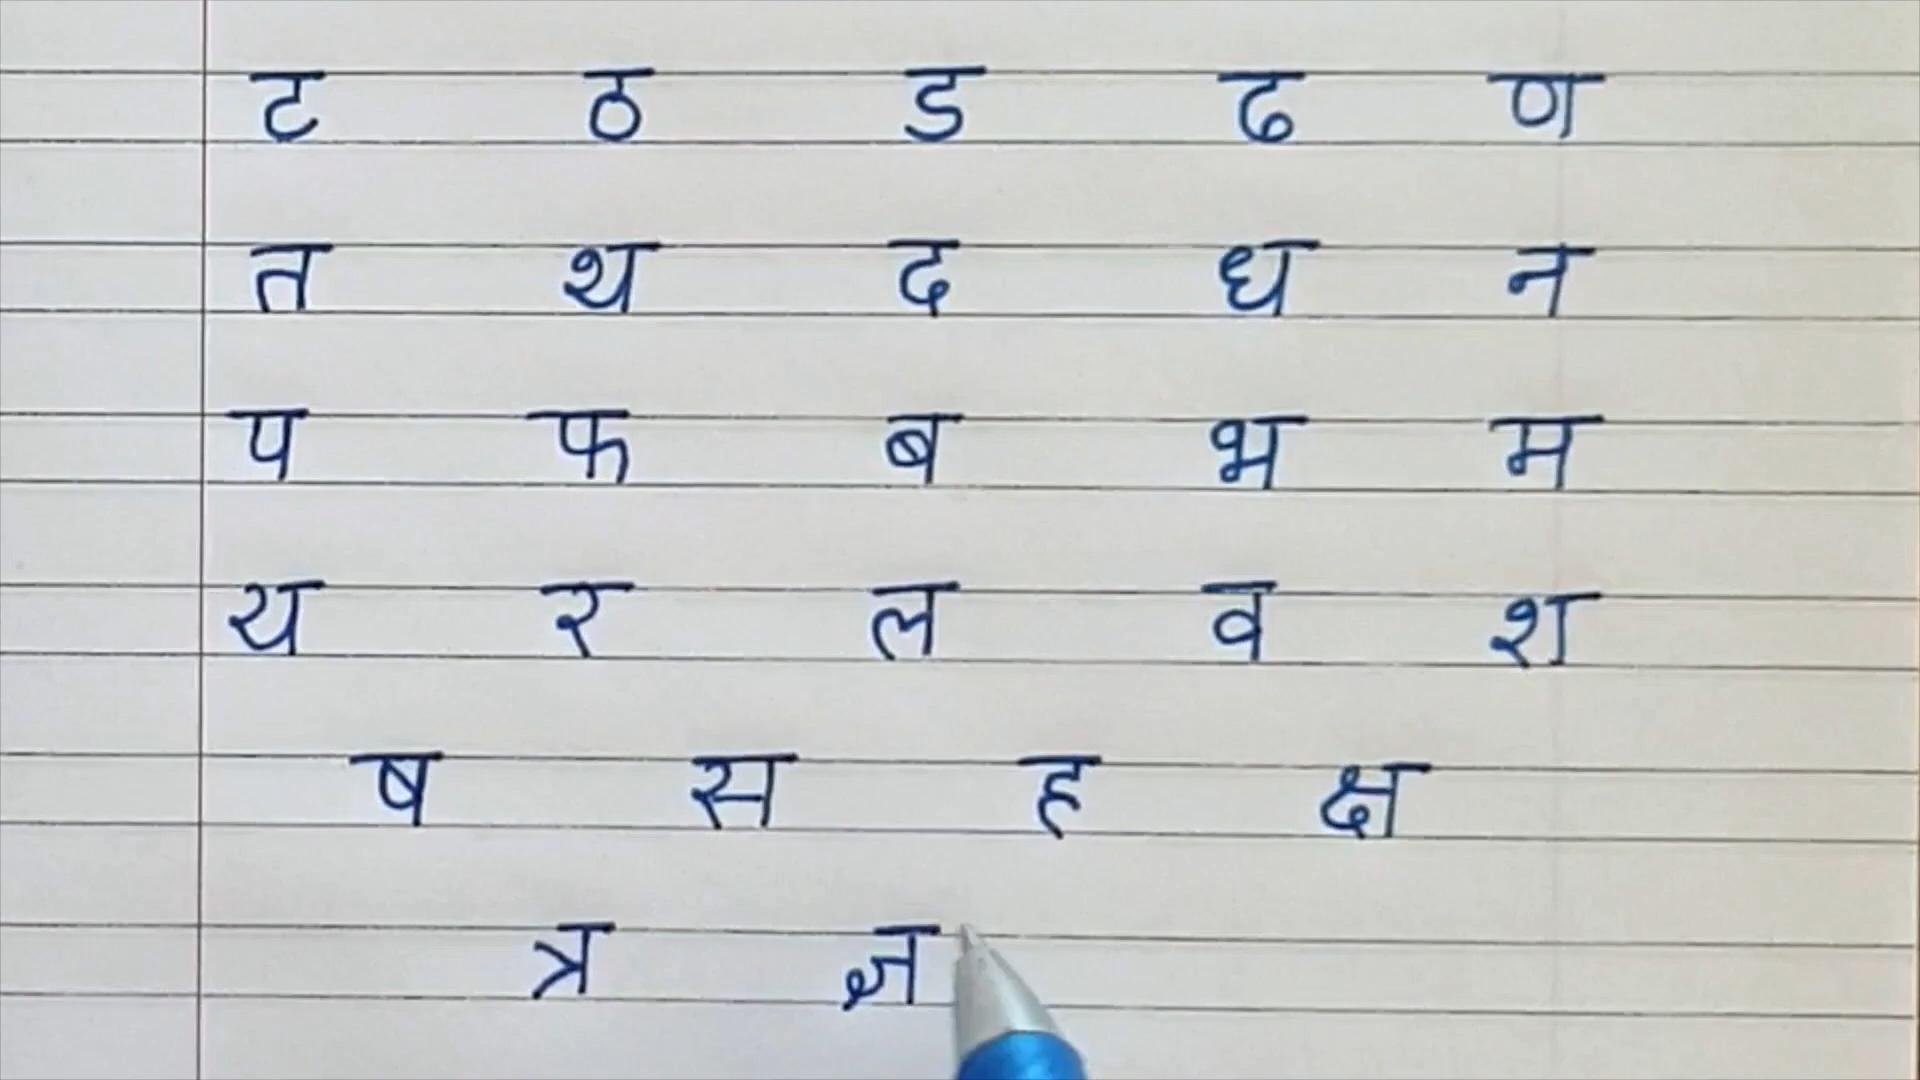 ट ठ ड ढ ण
त थ द ध न
प फ ब भ म
य र ल व श
ष स ह क्ष
त्र ज्ञ